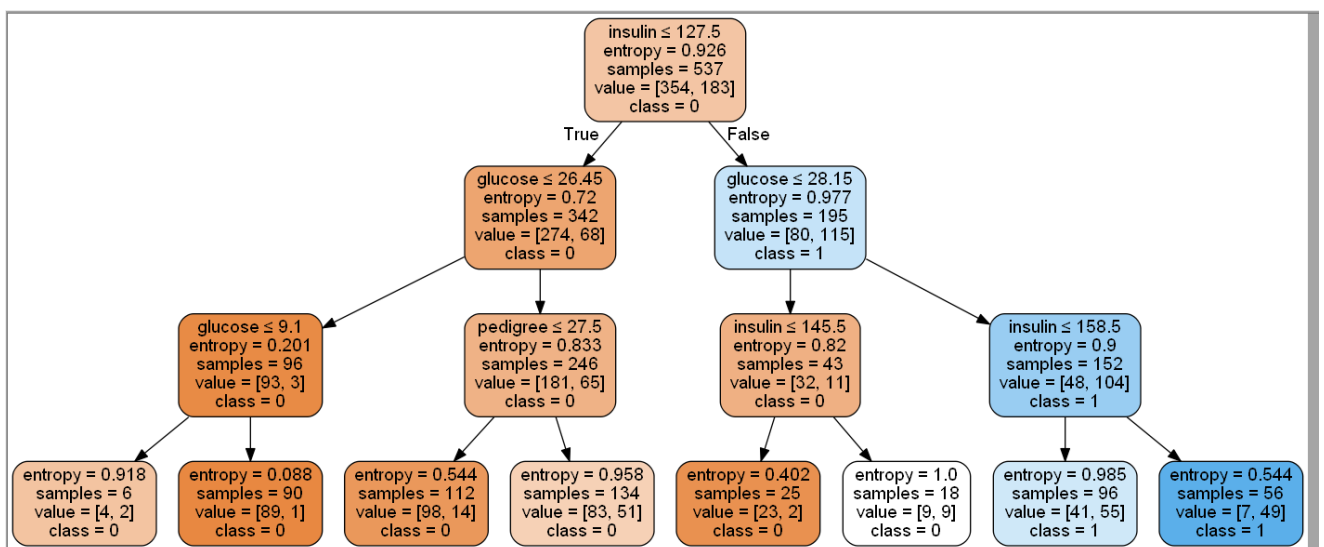 insulin ≤ 127.5
entropy = 0.926
samples = 537
value = [354, 183]
class = 0
True
False
glucose ≤ 26.45
entropy = 0.72
samples = 342
value = [274, 68]
class = 0
glucose ≤ 28.15
entropy = 0.977
samples = 195
value = [80, 115]
class = 1
glucose ≤ 9.1
entropy = 0.201
samples = 96
value = [93, 3]
class = 0
pedigree ≤ 27.5
entropy = 0.833
samples = 246
value = [181, 65]
class = 0
insulin ≤ 145.5
entropy = 0.82
samples = 43
value = [32, 11]
class = 0
insulin ≤ 158.5
entropy = 0.9
samples = 152
value = [48, 104]
class = 1
entropy = 0.918
samples = 6
value = [4, 2]
class = 0
entropy = 0.088
samples = 90
value = [89, 1]
class = 0
entropy = 0.544
samples = 112
value = [98, 14]
class = 0
entropy = 0.958
samples = 134
value = [83, 51]
class = 0
entropy = 0.402
samples = 25
value = [23, 2]
class = 0
entropy = 1.0
samples = 18
value = [9, 9]
class = 0
entropy = 0.985
samples = 96
value = [41, 55]
class = 1
entropy = 0.544
samples = 56
value = [7, 49]
class = 1